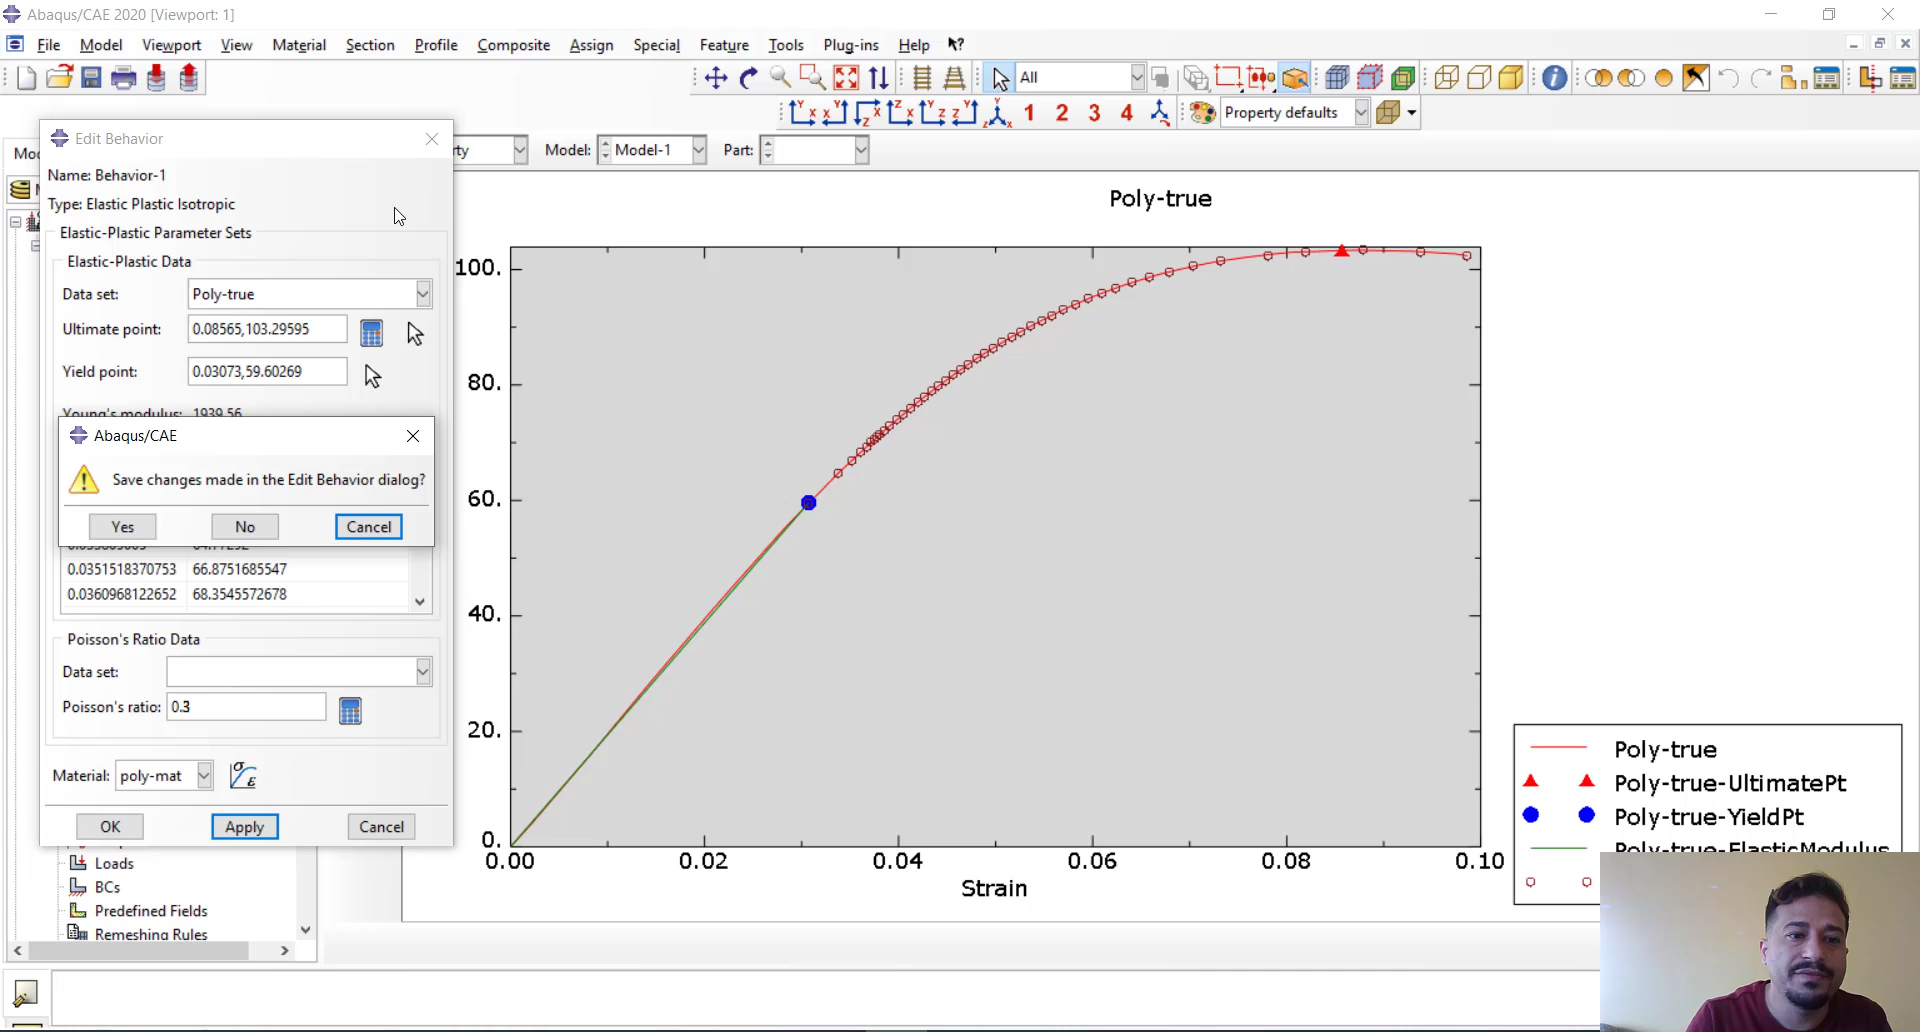 Abaqus/CAE 2020 [Viewport: 1]
File Model Viewport View Material Section Profile Composite Assign Special Feature Tools Plug-ins Help
All
1 2 3 4 Property defaults
Model: Model-1 Part:
Edit Behavior
Name: Behavior-1
Type: Elastic Plastic Isotropic
Elastic-Plastic Parameter Sets
Elastic-Plastic Data
Data set: Poly-true
Ultimate point: 0.08565,103.29595
Yield point: 0.03073,59.60269
Young's modulus: 1939.56
Abaqus/CAE
Save changes made in the Edit Behavior dialog?
Yes No Cancel
0.0351518370753 66.8751685547
0.0360968122652 68.3545572678
Poisson's Ratio Data
Data set:
Poisson's ratio: 0.3
Material: poly-mat
OK Apply Cancel
Loads
BCs
Predefined Fields
Remeshing Rules
Poly-true
100.
80.
60.
40.
20.
0.
0.00 0.02 0.04 0.06 0.08 0.10
Strain
Poly-true
Poly-true-UltimatePt
Poly-true-YieldPt
Poly-true-ElasticModulus